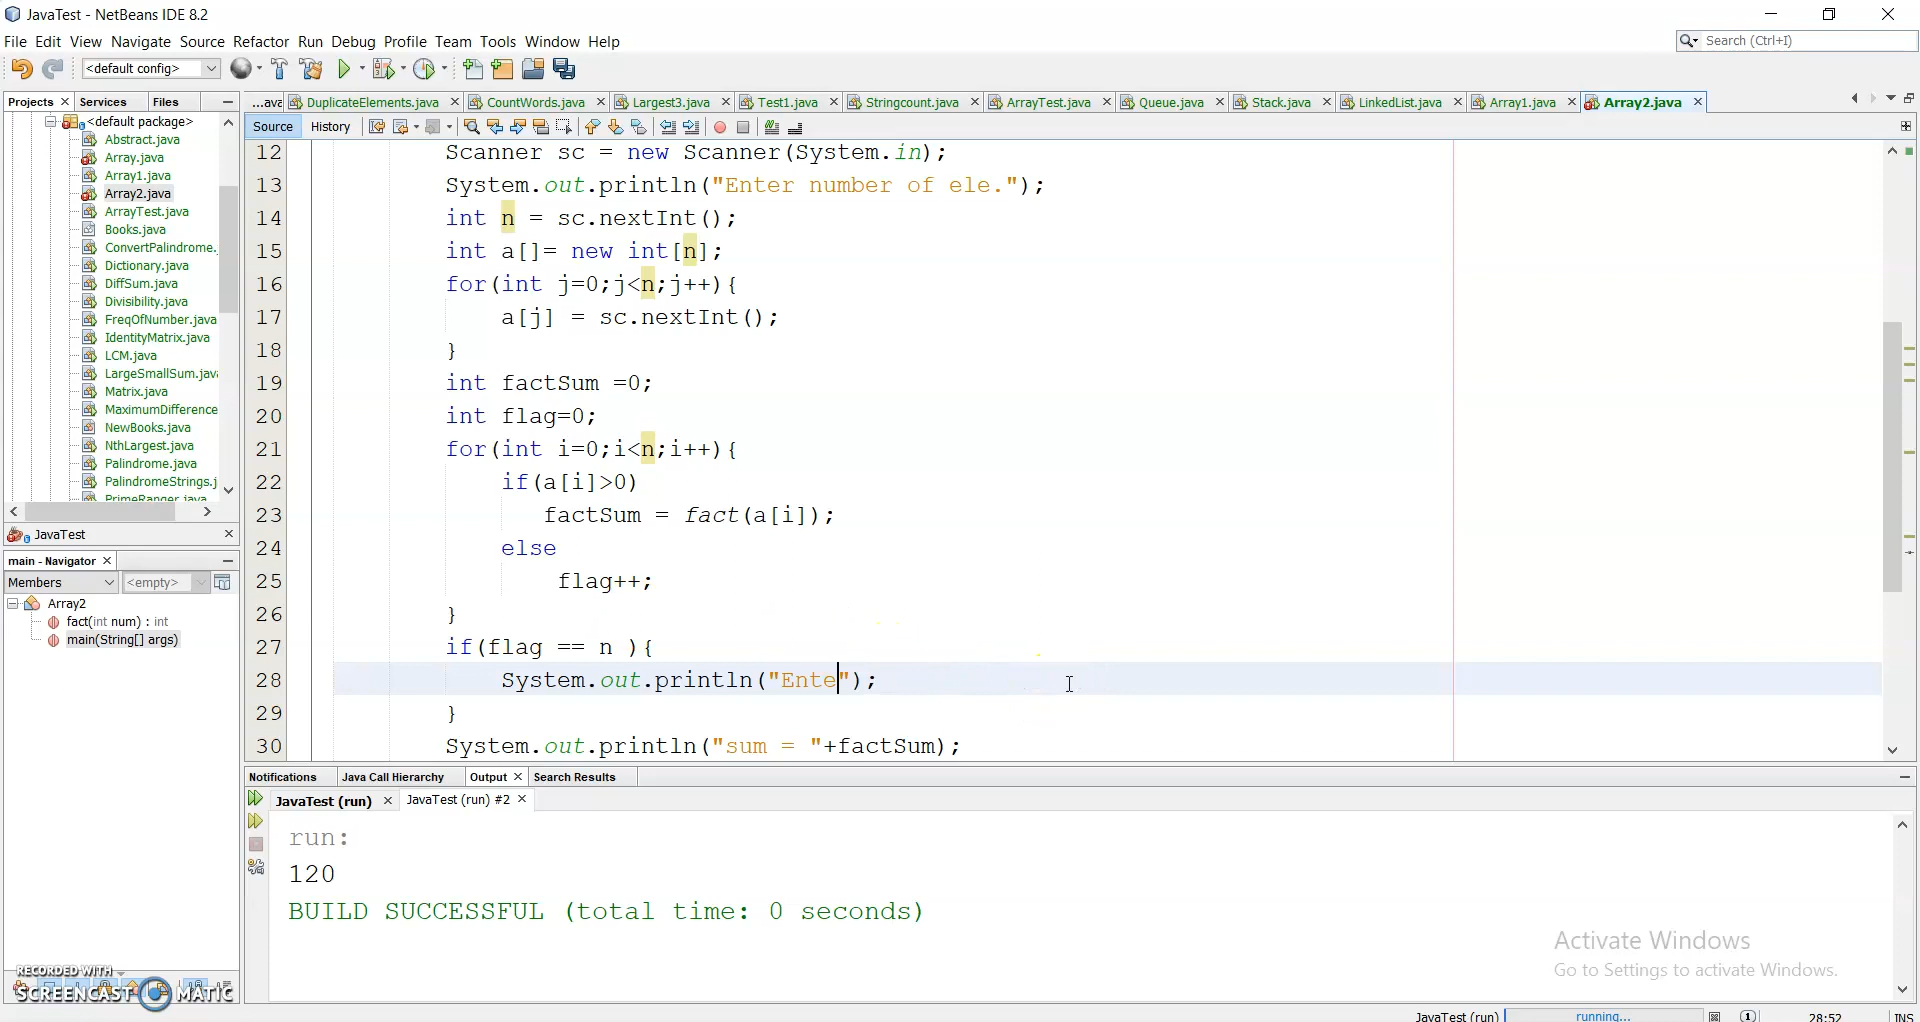 JavaTest - NetBeans IDE 8.2
File Edit View Navigate Source Refactor Run Debug Profile Team Tools Window Help
Search (Ctrl+I)
<default config>
Projects Services Files
...ava DuplicateElements.java CountWords.java Largest3.java Test1.java Stringcount.java ArrayTest.java Queue.java Stack.java LinkedList.java Array1.java Array2.java
Source History
<default package>
Abstract.java
Array.java
Array1.java
Array2.java
ArrayTest.java
Books.java
ConvertPalindrome.
Dictionary.java
DiffSum.java
Divisibility.java
FreqOfNumber.java
IdentityMatrix.java
LCM.java
LargeSmallSum.java
Matrix.java
MaximumDifference
NewBooks.java
NthLargest.java
Palindrome.java
PalindromeStrings.j
PrimeRanger.java
JavaTest
main - Navigator
Members <empty>
Array2
fact(int num) : int
main(String[] args)
12 Scanner sc = new Scanner(System.in);
13 System.out.println("Enter number of ele.");
14 int n = sc.nextInt();
15 int a[]= new int[n];
16 for(int j=0;j<n;j++){
17 a[j] = sc.nextInt();
18 }
19 int factSum =0;
20 int flag=0;
21 for(int i=0;i<n;i++){
22 if(a[i]>0)
23 factSum = fact(a[i]);
24 else
25 flag++;
26 }
27 if(flag == n ){
28 System.out.println("Ente");
29 }
30 System.out.println("sum = "+factSum);
Notifications Java Call Hierarchy Output Search Results
JavaTest (run) JavaTest (run) #2
run:
120
BUILD SUCCESSFUL (total time: 0 seconds)
Activate Windows
Go to Settings to activate Windows.
RECORDED WITH
SCREENCAST MATIC
JavaTest (run) running... 1 28:52 INS